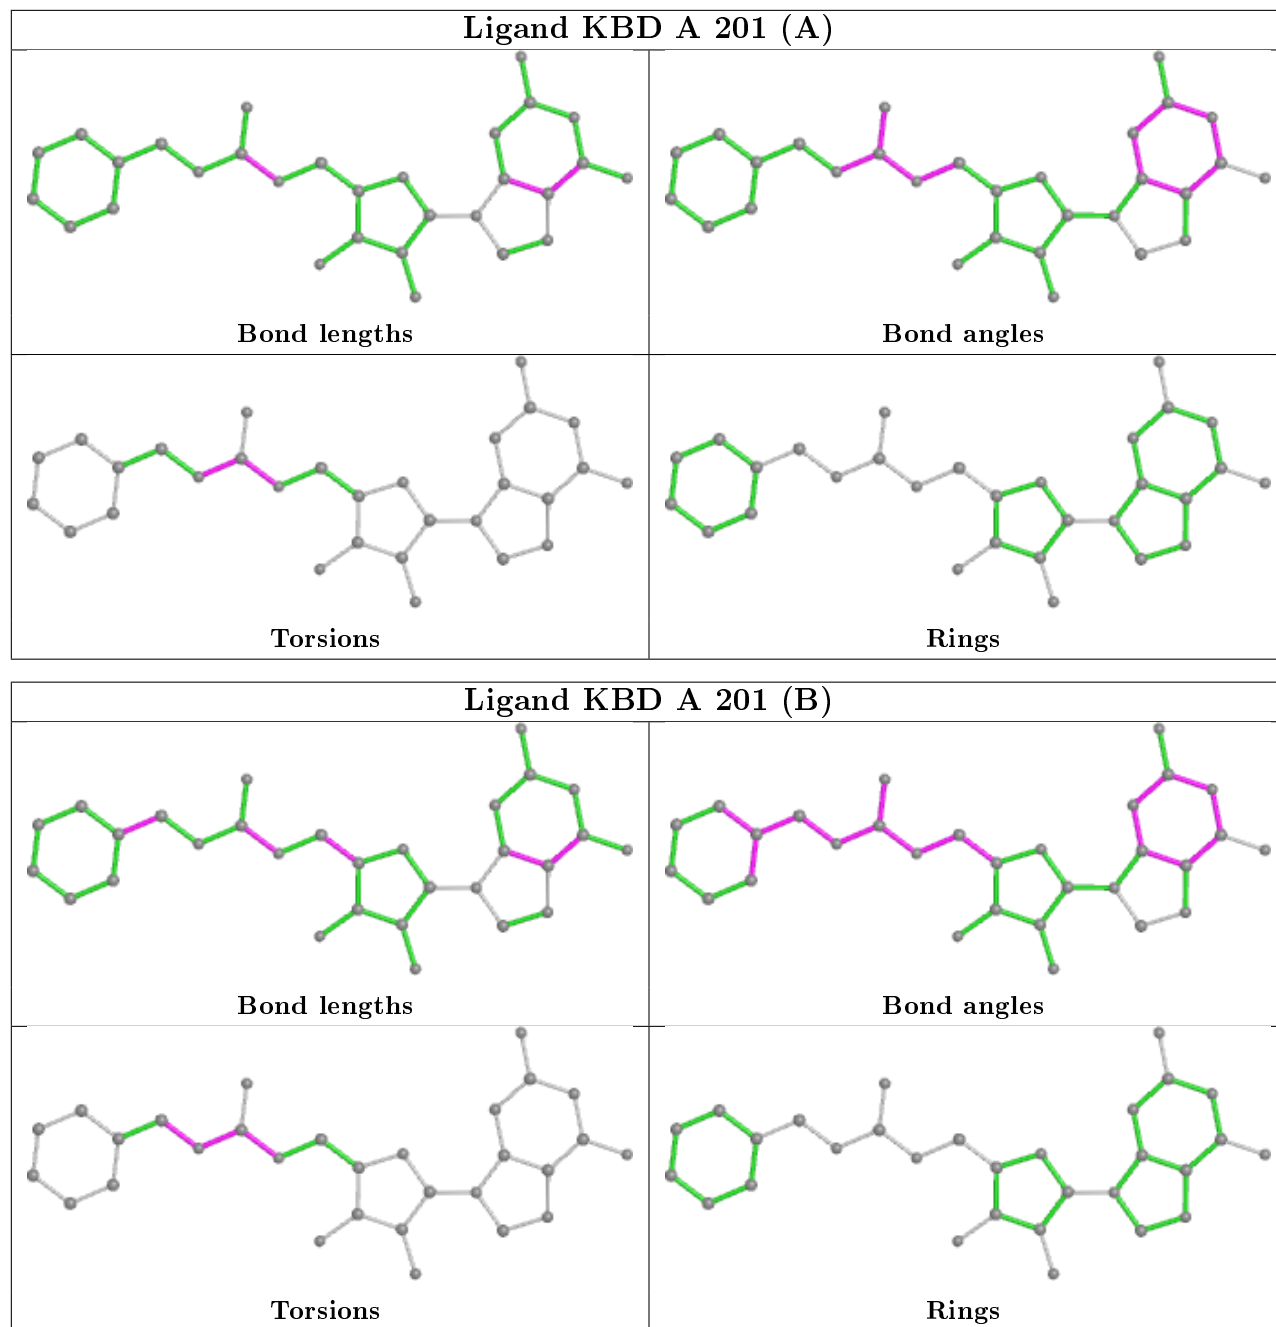 Ligand KBD A 201 (A)
Bond lengths
Bond angles
Torsions
Rings
Ligand KBD A 201 (B)
Bond lengths
Bond angles
Torsions
Rings